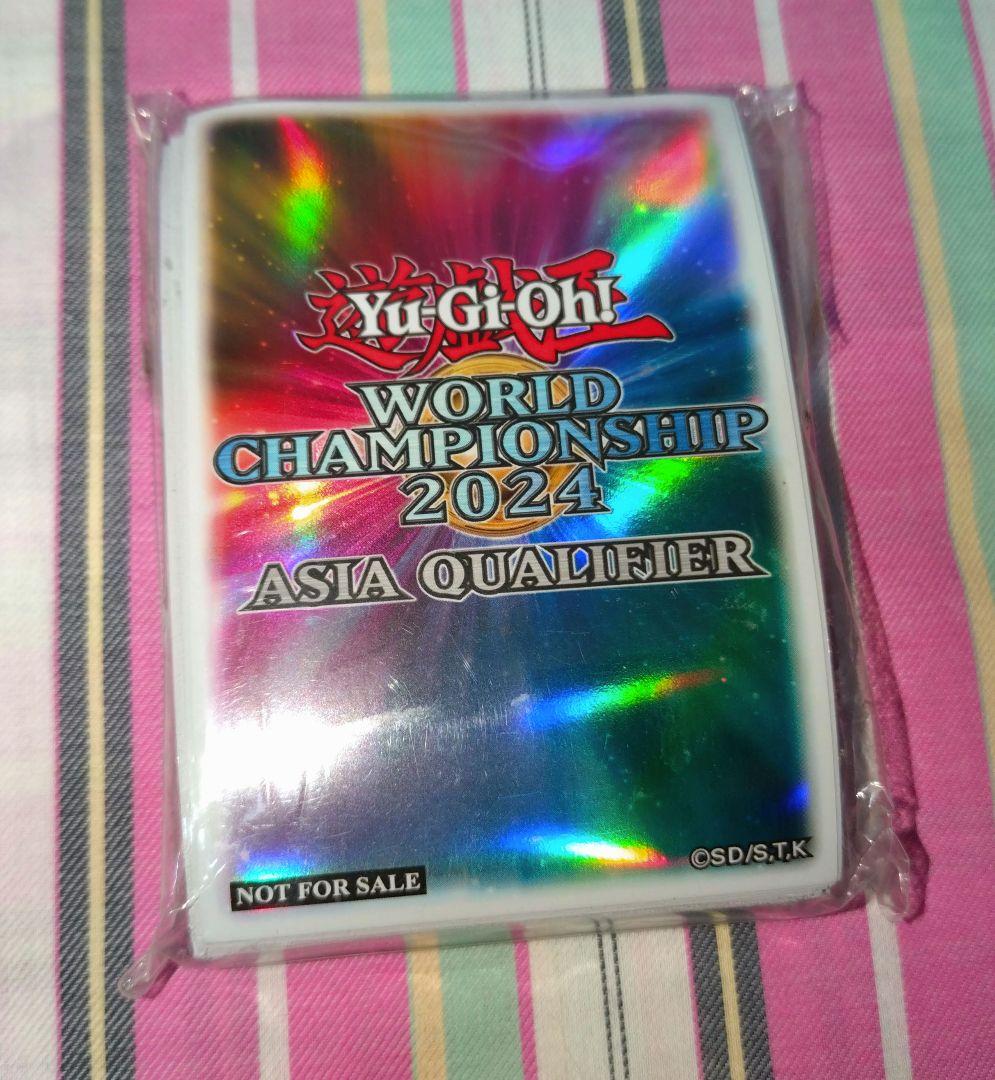 遊戯王
Yu-Gi-Oh!
WORLD
CHAMPIONSHIP
2024
ASIA QUALIFIER
©SD/S,T,K
NOT FOR SALE